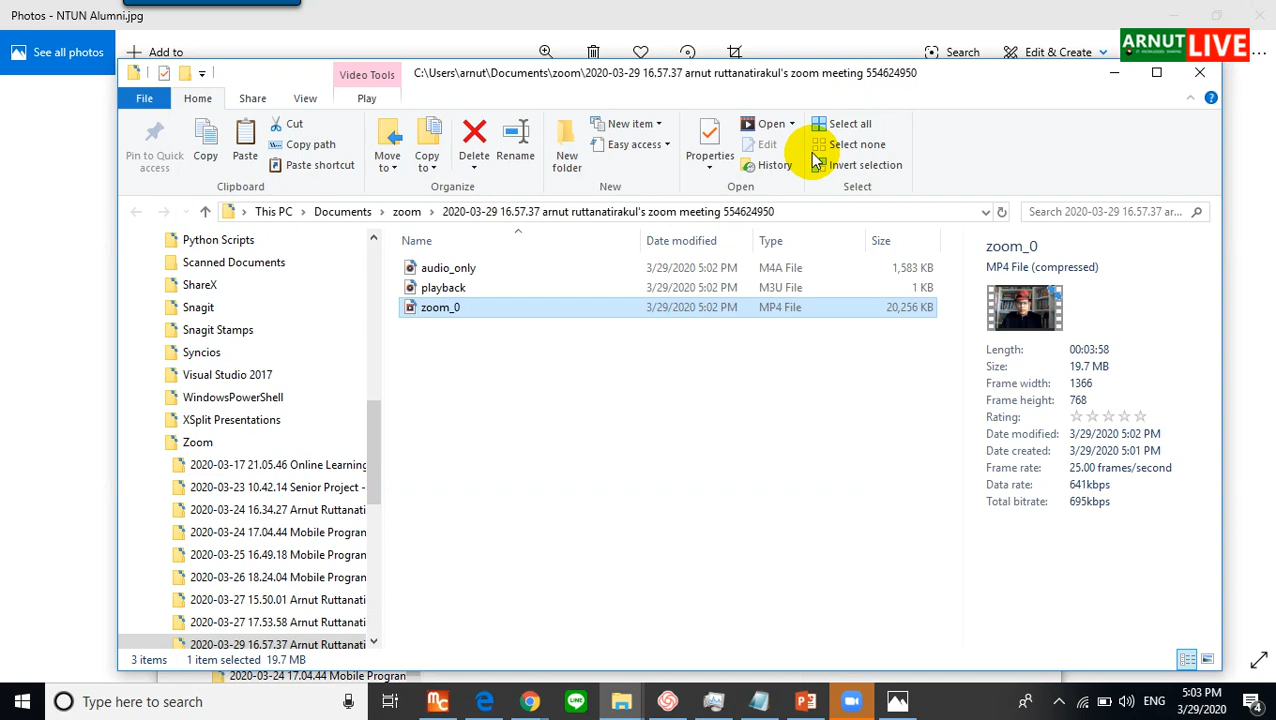 Photos - NTUN Alumni.jpg
See all photos
Add to
Search
Edit & Create
ARNUT LIVE
Video Tools
C:\Users\arnut\Documents\zoom\2020-03-29 16.57.37 arnut ruttanatirakul's zoom meeting 554624950
File
Home
Share
View
Play
Pin to Quick access
Copy
Paste
Cut
Copy path
Paste shortcut
Clipboard
Move to
Copy to
Delete
Rename
Organize
New folder
New item
Easy access
New
Properties
Open
Edit
History
Open
Select all
Select none
Invert selection
Select
This PC > Documents > zoom > 2020-03-29 16.57.37 arnut ruttanatirakul's zoom meeting 554624950
Search 2020-03-29 16.57.37 ar...
Python Scripts
Scanned Documents
ShareX
Snagit
Snagit Stamps
Syncios
Visual Studio 2017
WindowsPowerShell
XSplit Presentations
Zoom
2020-03-17 21.05.46 Online Learning
2020-03-23 10.42.14 Senior Project -
2020-03-24 16.34.27 Arnut Ruttanati
2020-03-24 17.04.44 Mobile Program
2020-03-25 16.49.18 Mobile Program
2020-03-26 18.24.04 Mobile Program
2020-03-27 15.50.01 Arnut Ruttanati
2020-03-27 17.53.58 Arnut Ruttanati
2020-03-29 16.57.37 Arnut Ruttanati
Name Date modified Type Size
audio_only 3/29/2020 5:02 PM M4A File 1,583 KB
playback 3/29/2020 5:02 PM M3U File 1 KB
zoom_0 3/29/2020 5:02 PM MP4 File 20,256 KB
zoom_0
MP4 File (compressed)
Length: 00:03:58
Size: 19.7 MB
Frame width: 1366
Frame height: 768
Rating:
Date modified: 3/29/2020 5:02 PM
Date created: 3/29/2020 5:01 PM
Frame rate: 25.00 frames/second
Data rate: 641kbps
Total bitrate: 695kbps
3 items 1 item selected 19.7 MB
2020-03-24 17.04.44 Mobile Progran
Type here to search
ENG
5:03 PM
3/29/2020
4